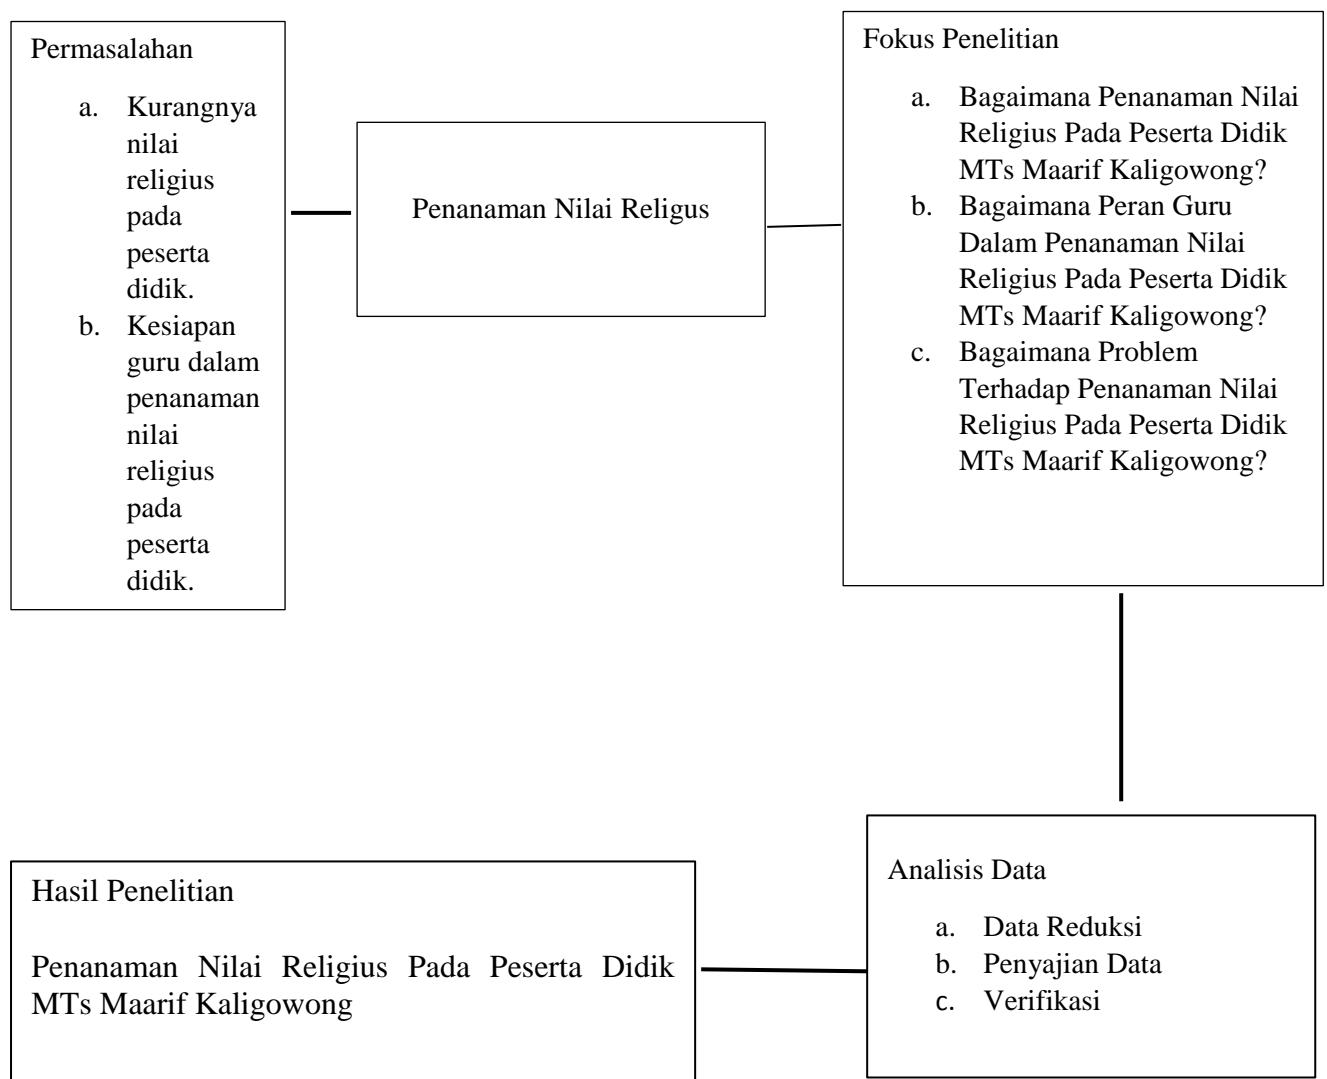 Permasalahan
a. Kurangnya
nilai
religius
pada
peserta
didik.
b. Kesiapan
guru dalam
penanaman
nilai
religius
pada
peserta
didik.
Penanaman Nilai Religus
Fokus Penelitian
a. Bagaimana Penanaman Nilai
Religius Pada Peserta Didik
MTs Maarif Kaligowong?
b. Bagaimana Peran Guru
Dalam Penanaman Nilai
Religius Pada Peserta Didik
MTs Maarif Kaligowong?
c. Bagaimana Problem
Terhadap Penanaman Nilai
Religius Pada Peserta Didik
MTs Maarif Kaligowong?
Analisis Data
a. Data Reduksi
b. Penyajian Data
c. Verifikasi
Hasil Penelitian
Penanaman Nilai Religius Pada Peserta Didik
MTs Maarif Kaligowong